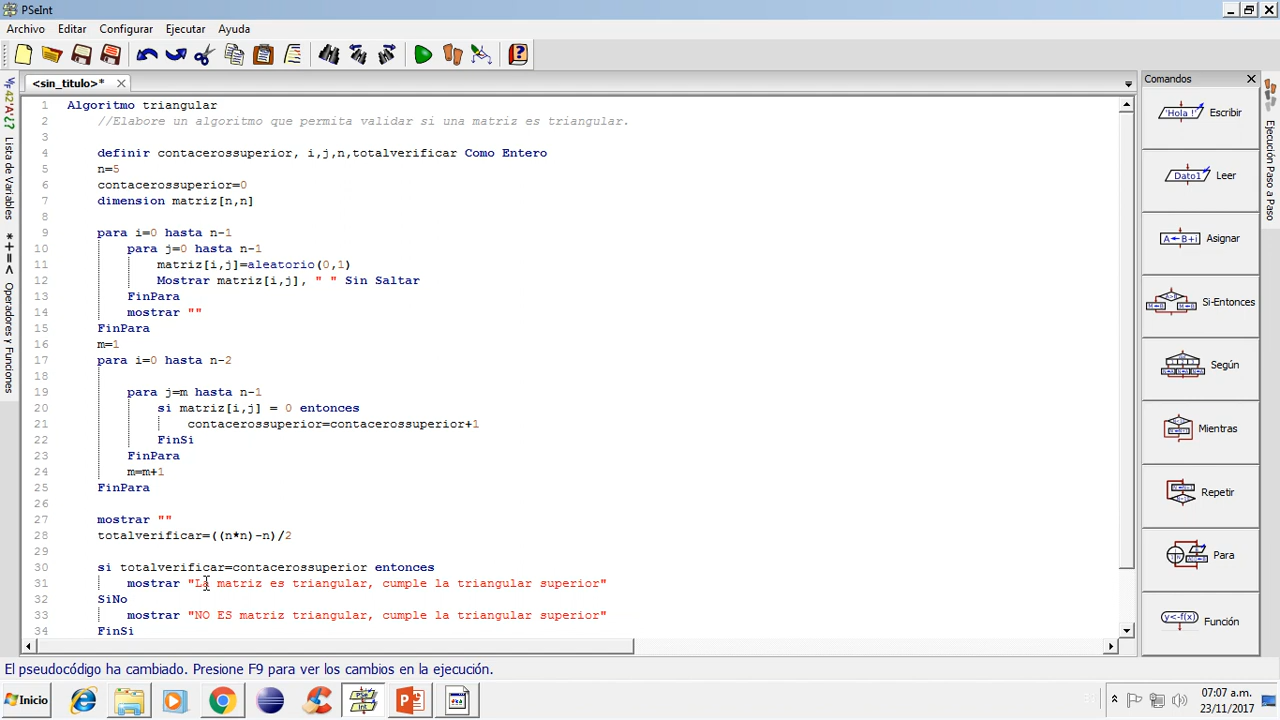 PSeInt
Archivo Editar Configurar Ejecutar Ayuda
<sin_titulo>*
Comandos
1 Algoritmo triangular
2 //Elabore un algoritmo que permita validar si una matriz es triangular.
3
4 definir contacerossuperior, i,j,n,totalverificar Como Entero
5 n=5
6 contacerossuperior=0
7 dimension matriz[n,n]
8
9 para i=0 hasta n-1
10 para j=0 hasta n-1
11 matriz[i,j]=aleatorio(0,1)
12 Mostrar matriz[i,j], " " Sin Saltar
13 FinPara
14 mostrar ""
15 FinPara
16 m=1
17 para i=0 hasta n-2
18
19 para j=m hasta n-1
20 si matriz[i,j] = 0 entonces
21 contacerossuperior=contacerossuperior+1
22 FinSi
23 FinPara
24 m=m+1
25 FinPara
26
27 mostrar ""
28 totalverificar=((n*n)-n)/2
29
30 si totalverificar=contacerossuperior entonces
31 mostrar "La matriz es triangular, cumple la triangular superior"
32 SiNo
33 mostrar "NO ES matriz triangular, cumple la triangular superior"
34 FinSi
Lista de Variables
*+=< Operadores y Funciones
'Hola !' Escribir
Dato1 Leer
A←B+i Asignar
Si-Entonces
Según
Mientras
Repetir
Para
y<-f(x) Función
Ejecución Paso a Paso
El pseudocódigo ha cambiado. Presione F9 para ver los cambios en la ejecución.
Inicio
07:07 a.m.
23/11/2017